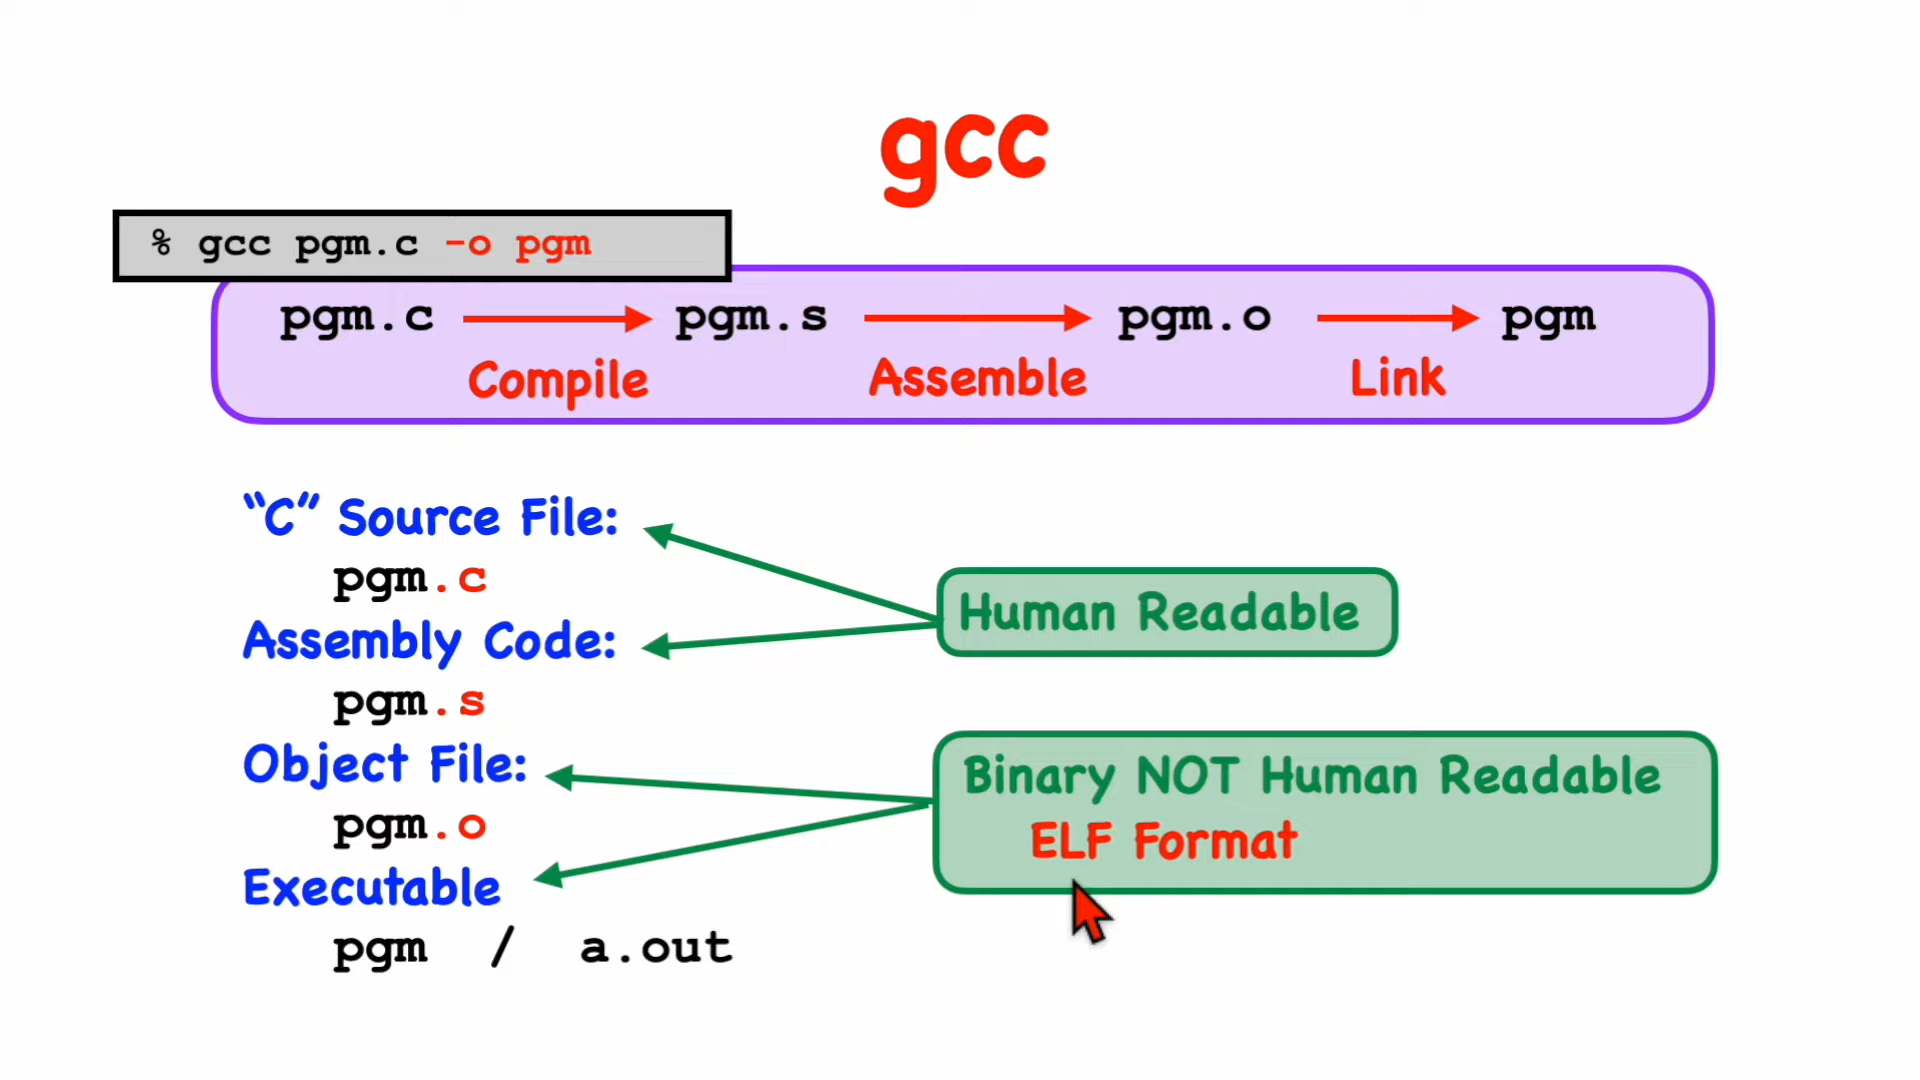 gcc
% gcc pgm.c -o pgm
pgm.c pgm.s pgm.o pgm
Compile Assemble Link
“C” Source File:
pgm.c
Human Readable
Assembly Code:
pgm.s
Object File:
Binary NOT Human Readable
pgm.o
ELF Format
Executable
pgm / a.out